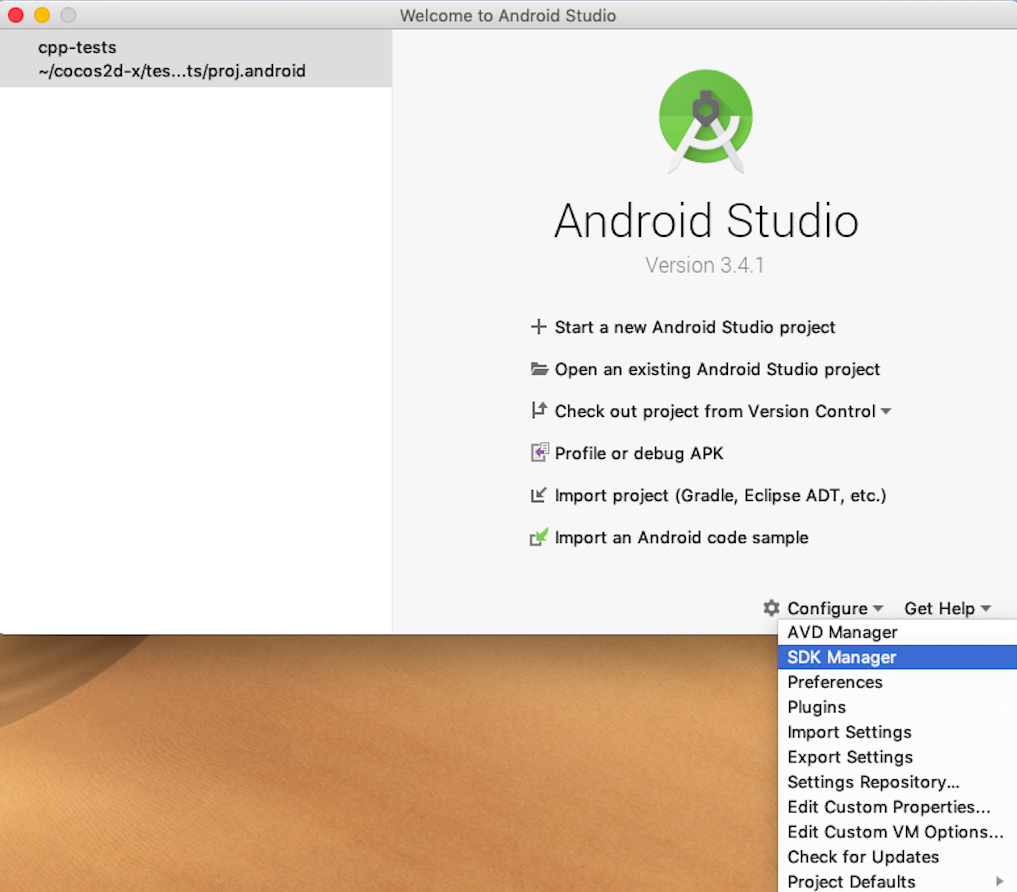 Welcome to Android Studio
cpp-tests
~/cocos2d-x/tes...ts/proj.android
Android Studio
Version 3.4.1
Start a new Android Studio project
Open an existing Android Studio project
Check out project from Version Control
Profile or debug APK
Import project (Gradle, Eclipse ADT, etc.)
Import an Android code sample
Configure Get Help
AVD Manager
SDK Manager
Preferences
Plugins
Import Settings
Export Settings
Settings Repository...
Edit Custom Properties...
Edit Custom VM Options...
Check for Updates
Project Defaults